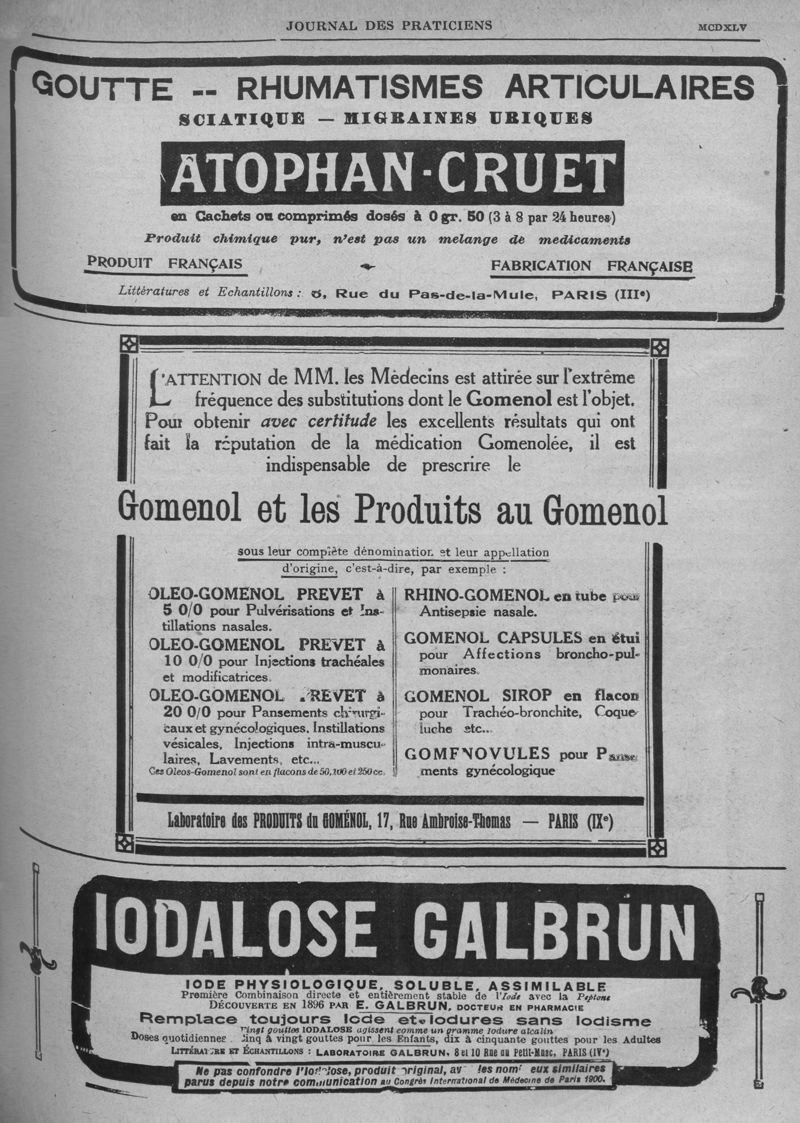 JOURNAL DES PRATICIENS
MCDXLV
GOUTTE -- RHUMATISMES ARTICULAIRES
SCIATIQUE — MIGRAINES URIQUES
ATOPHAN-CRUET
en Cachets ou comprimés dosés à 0 gr. 50 (3 à 8 par 24 heures)
Produit chimique pur, n'est pas un melange de medicaments
PRODUIT FRANÇAIS
FABRICATION FRANÇAISE
Littératures et Echantillons : 6, Rue du Pas-de-la-Mule, PARIS (IIIe)
L'ATTENTION de MM. les Médecins est attirée sur l'extrême
fréquence des substitutions dont le Gomenol est l'objet.
Pour obtenir avec certitude les excellents résultats qui ont
fait la réputation de la médication Gomenolée, il est
indispensable de prescrire le
Gomenol et les Produits au Gomenol
sous leur complète dénomination et leur appellation
d'origine, c'est-à-dire, par exemple :
OLEO-GOMENOL PREVET à
5 0/0 pour Pulvérisations et Ins-
tillations nasales.
OLEO-GOMENOL PREVET à
10 0/0 pour Injections trachéales
et modificatrices.
OLEO-GOMENOL PREVET à
20 0/0 pour Pansements chirurgi-
caux et gynécologiques. Instillations
vésicales, Injections intra-muscu-
laires, Lavements, etc...
Ces Oleos-Gomenol sont en flacons de 50, 100 et 250 cc.
RHINO-GOMENOL en tube pour
Antisepsie nasale.
GOMENOL CAPSULES en étui
pour Affections broncho-pul-
monaires.
GOMENOL SIROP en flacon
pour Trachéo-bronchite, Coque-
luche etc...
GOMENOVULES pour Panse-
ments gynécologique
Laboratoire des PRODUITS du GOMÉNOL, 17, Rue Ambroise-Thomas — PARIS (IXe)
IODALOSE GALBRUN
IODE PHYSIOLOGIQUE, SOLUBLE, ASSIMILABLE
Première Combinaison directe et entièrement stable de l'Iode avec la Peptone
DÉCOUVERTE EN 1896 PAR E. GALBRUN, DOCTEUR EN PHARMACIE
Remplace toujours Iode et Iodures sans Iodisme
Vingt gouttes IODALOSE agissent comme un gramme Iodure alcalin
Doses quotidiennes Cinq à vingt gouttes pour les Enfants, dix à cinquante gouttes pour les Adultes
LITTÉRATURE ET ÉCHANTILLONS : LABORATOIRE GALBRUN, 8 et 10 Rue du Petit-Musc, PARIS (IVe)
Ne pas confondre l'Iodalose, produit original, avec les nombreux similaires
parus depuis notre communication au Congrès International de Médecine de Paris 1900.